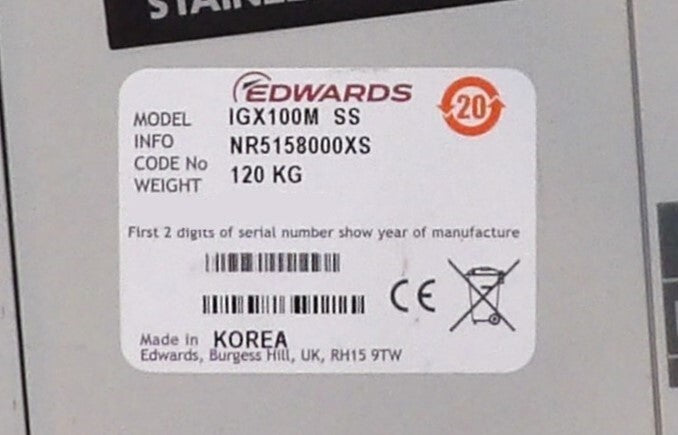 EDWARDS
20
MODEL IGX100M SS
INFO
CODE No NR5158000XS
WEIGHT 120 KG
First 2 digits of serial number show year of manufacture
CE
Made in KOREA
Edwards, Burgess Hill, UK, RH15 9TW